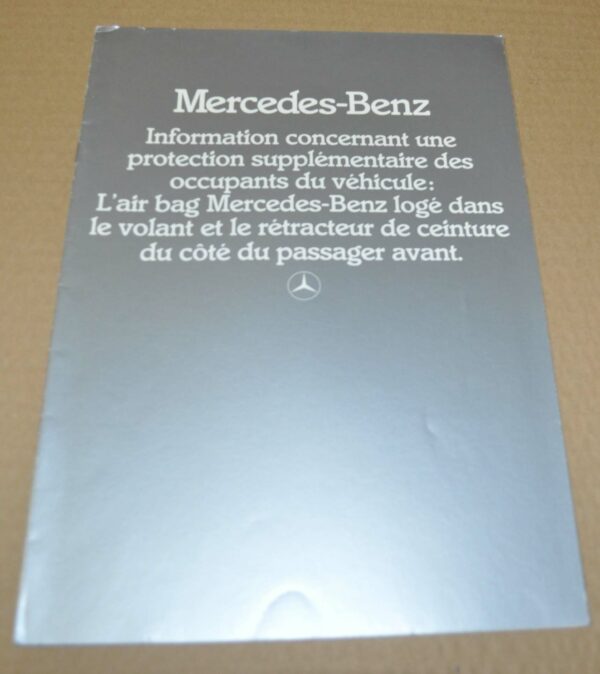 Mercedes-Benz
Information concernant une
protection supplémentaire des
occupants du véhicule:
L'air bag Mercedes-Benz logé dans
le volant et le rétracteur de ceinture
du côté du passager avant.